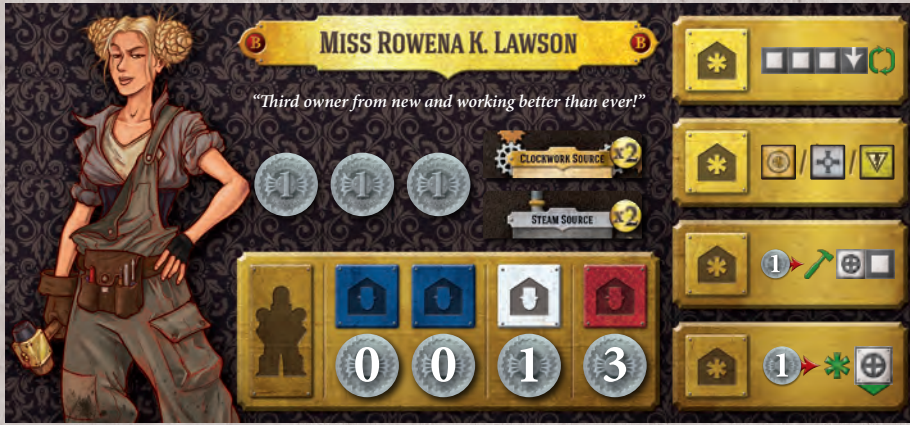 B MISS ROWENA K. LAWSON B
“Third owner from new and working better than ever!”
1 1 1
CLOCKWORK SOURCE x2
STEAM SOURCE x2
0 0 1 3
1
1